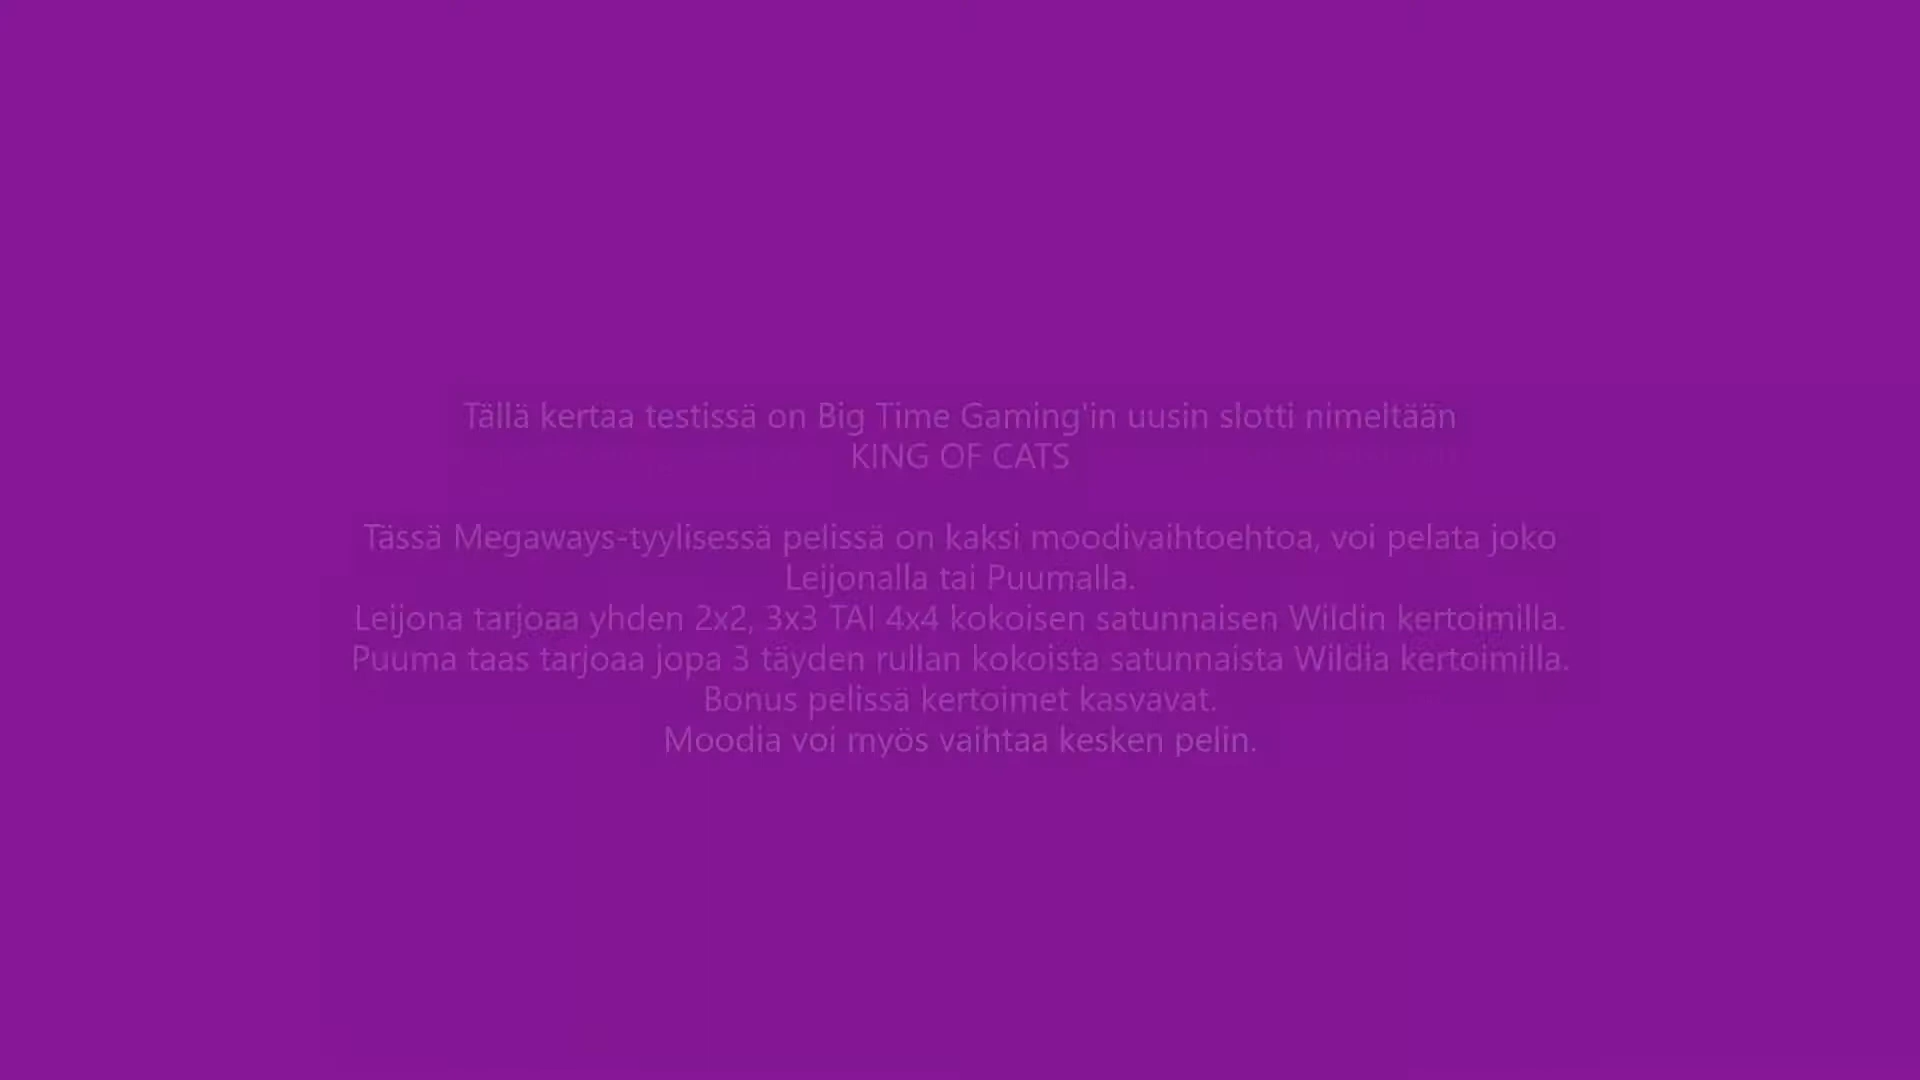 Tällä kertaa testissä on Big Time Gaming'in uusin slotti nimeltään
KING OF CATS
Tässä Megaways-tyylisessä pelissä on kaksi moodivaihtoehtoa, voi pelata joko
Leijonalla tai Puumalla.
Leijona tarjoaa yhden 2x2, 3x3 TAI 4x4 kokoisen satunnaisen Wildin kertoimilla.
Puuma taas tarjoaa jopa 3 täyden rullan kokoista satunnaista Wildia kertoimilla.
Bonus pelissä kertoimet kasvavat.
Moodia voi myös vaihtaa kesken pelin.